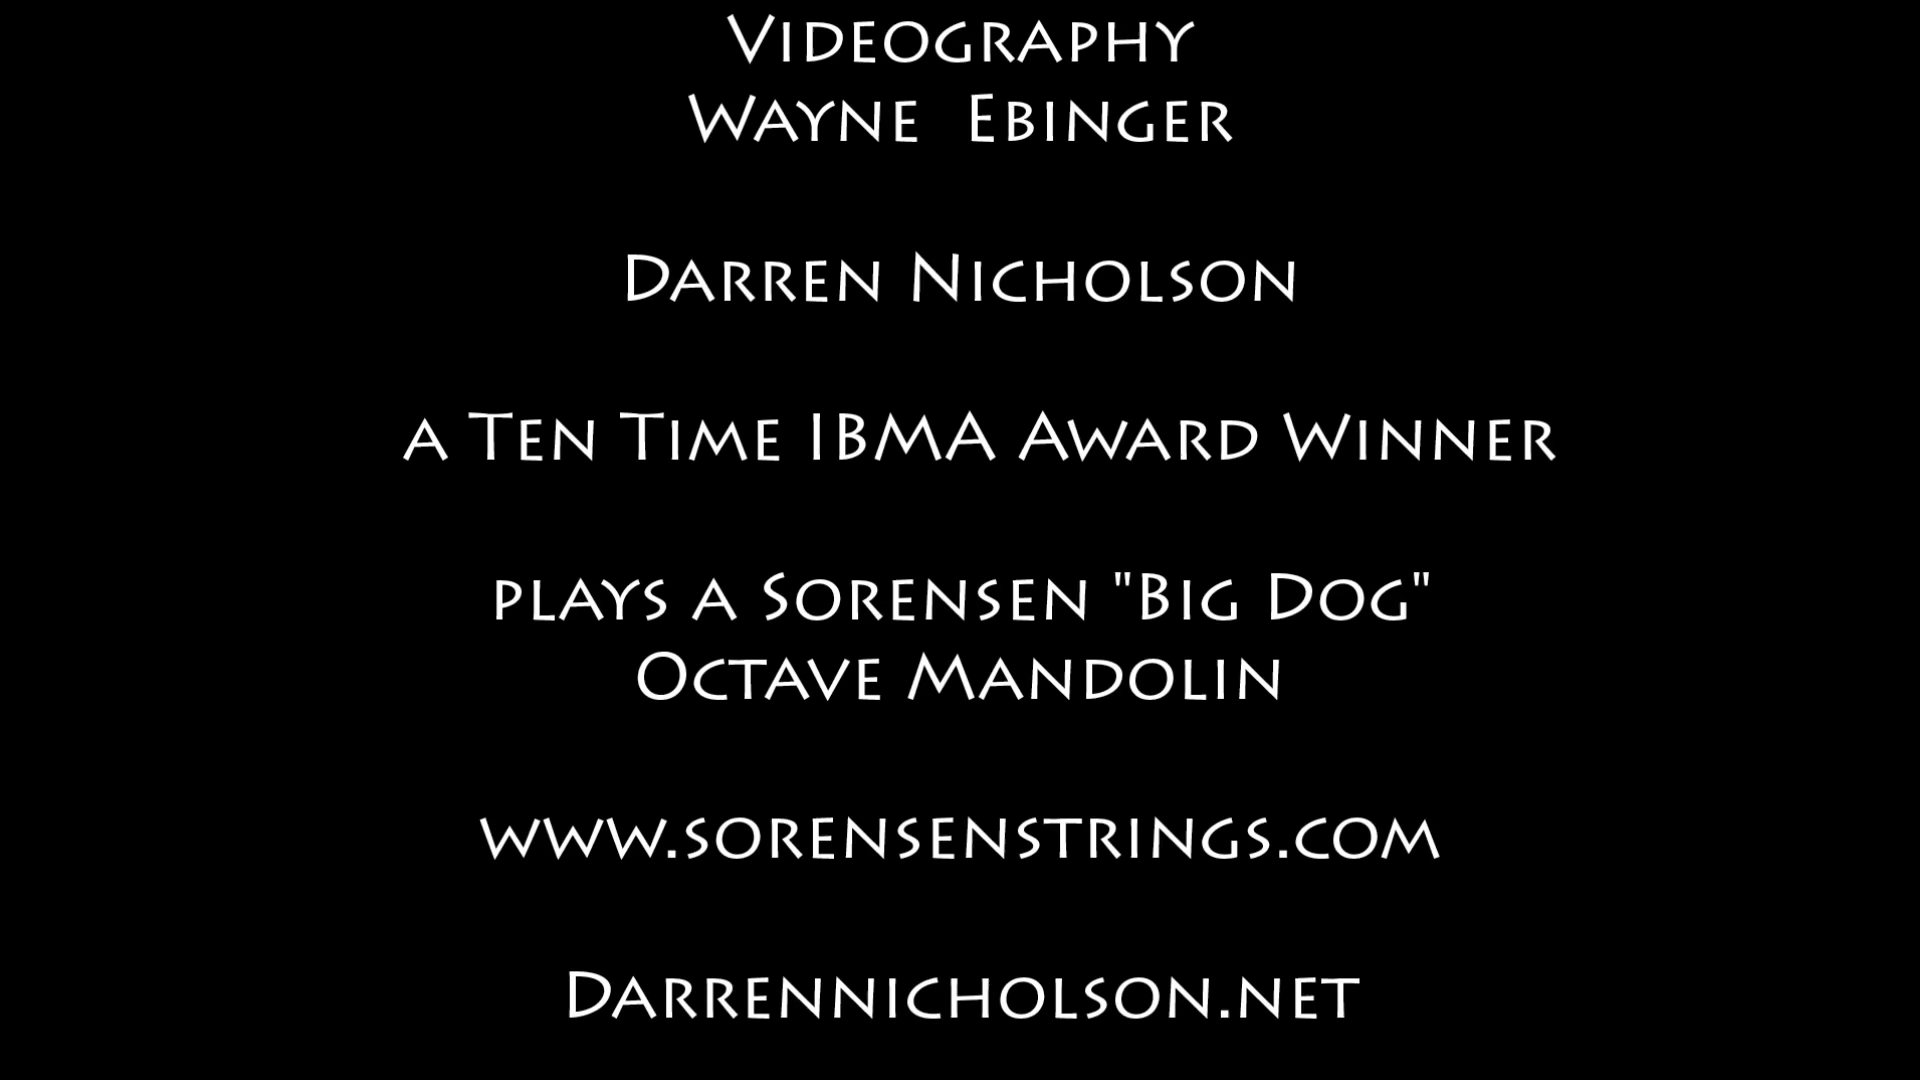 Videography
Wayne Ebinger
Darren Nicholson
a Ten Time IBMA Award Winner
plays a Sorensen "Big Dog"
Octave Mandolin
www.sorensenstrings.com
Darrennicholson.net